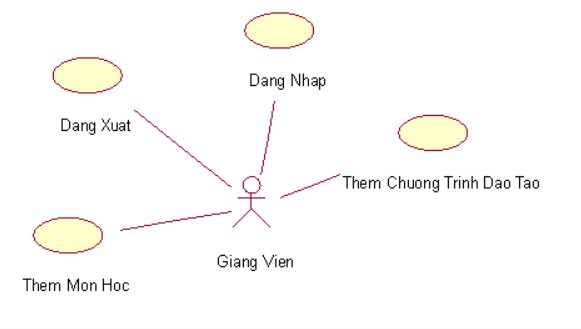 Dang Nhap
Dang Xuat
Them Chuong Trinh Dao Tao
Giang Vien
Them Mon Hoc